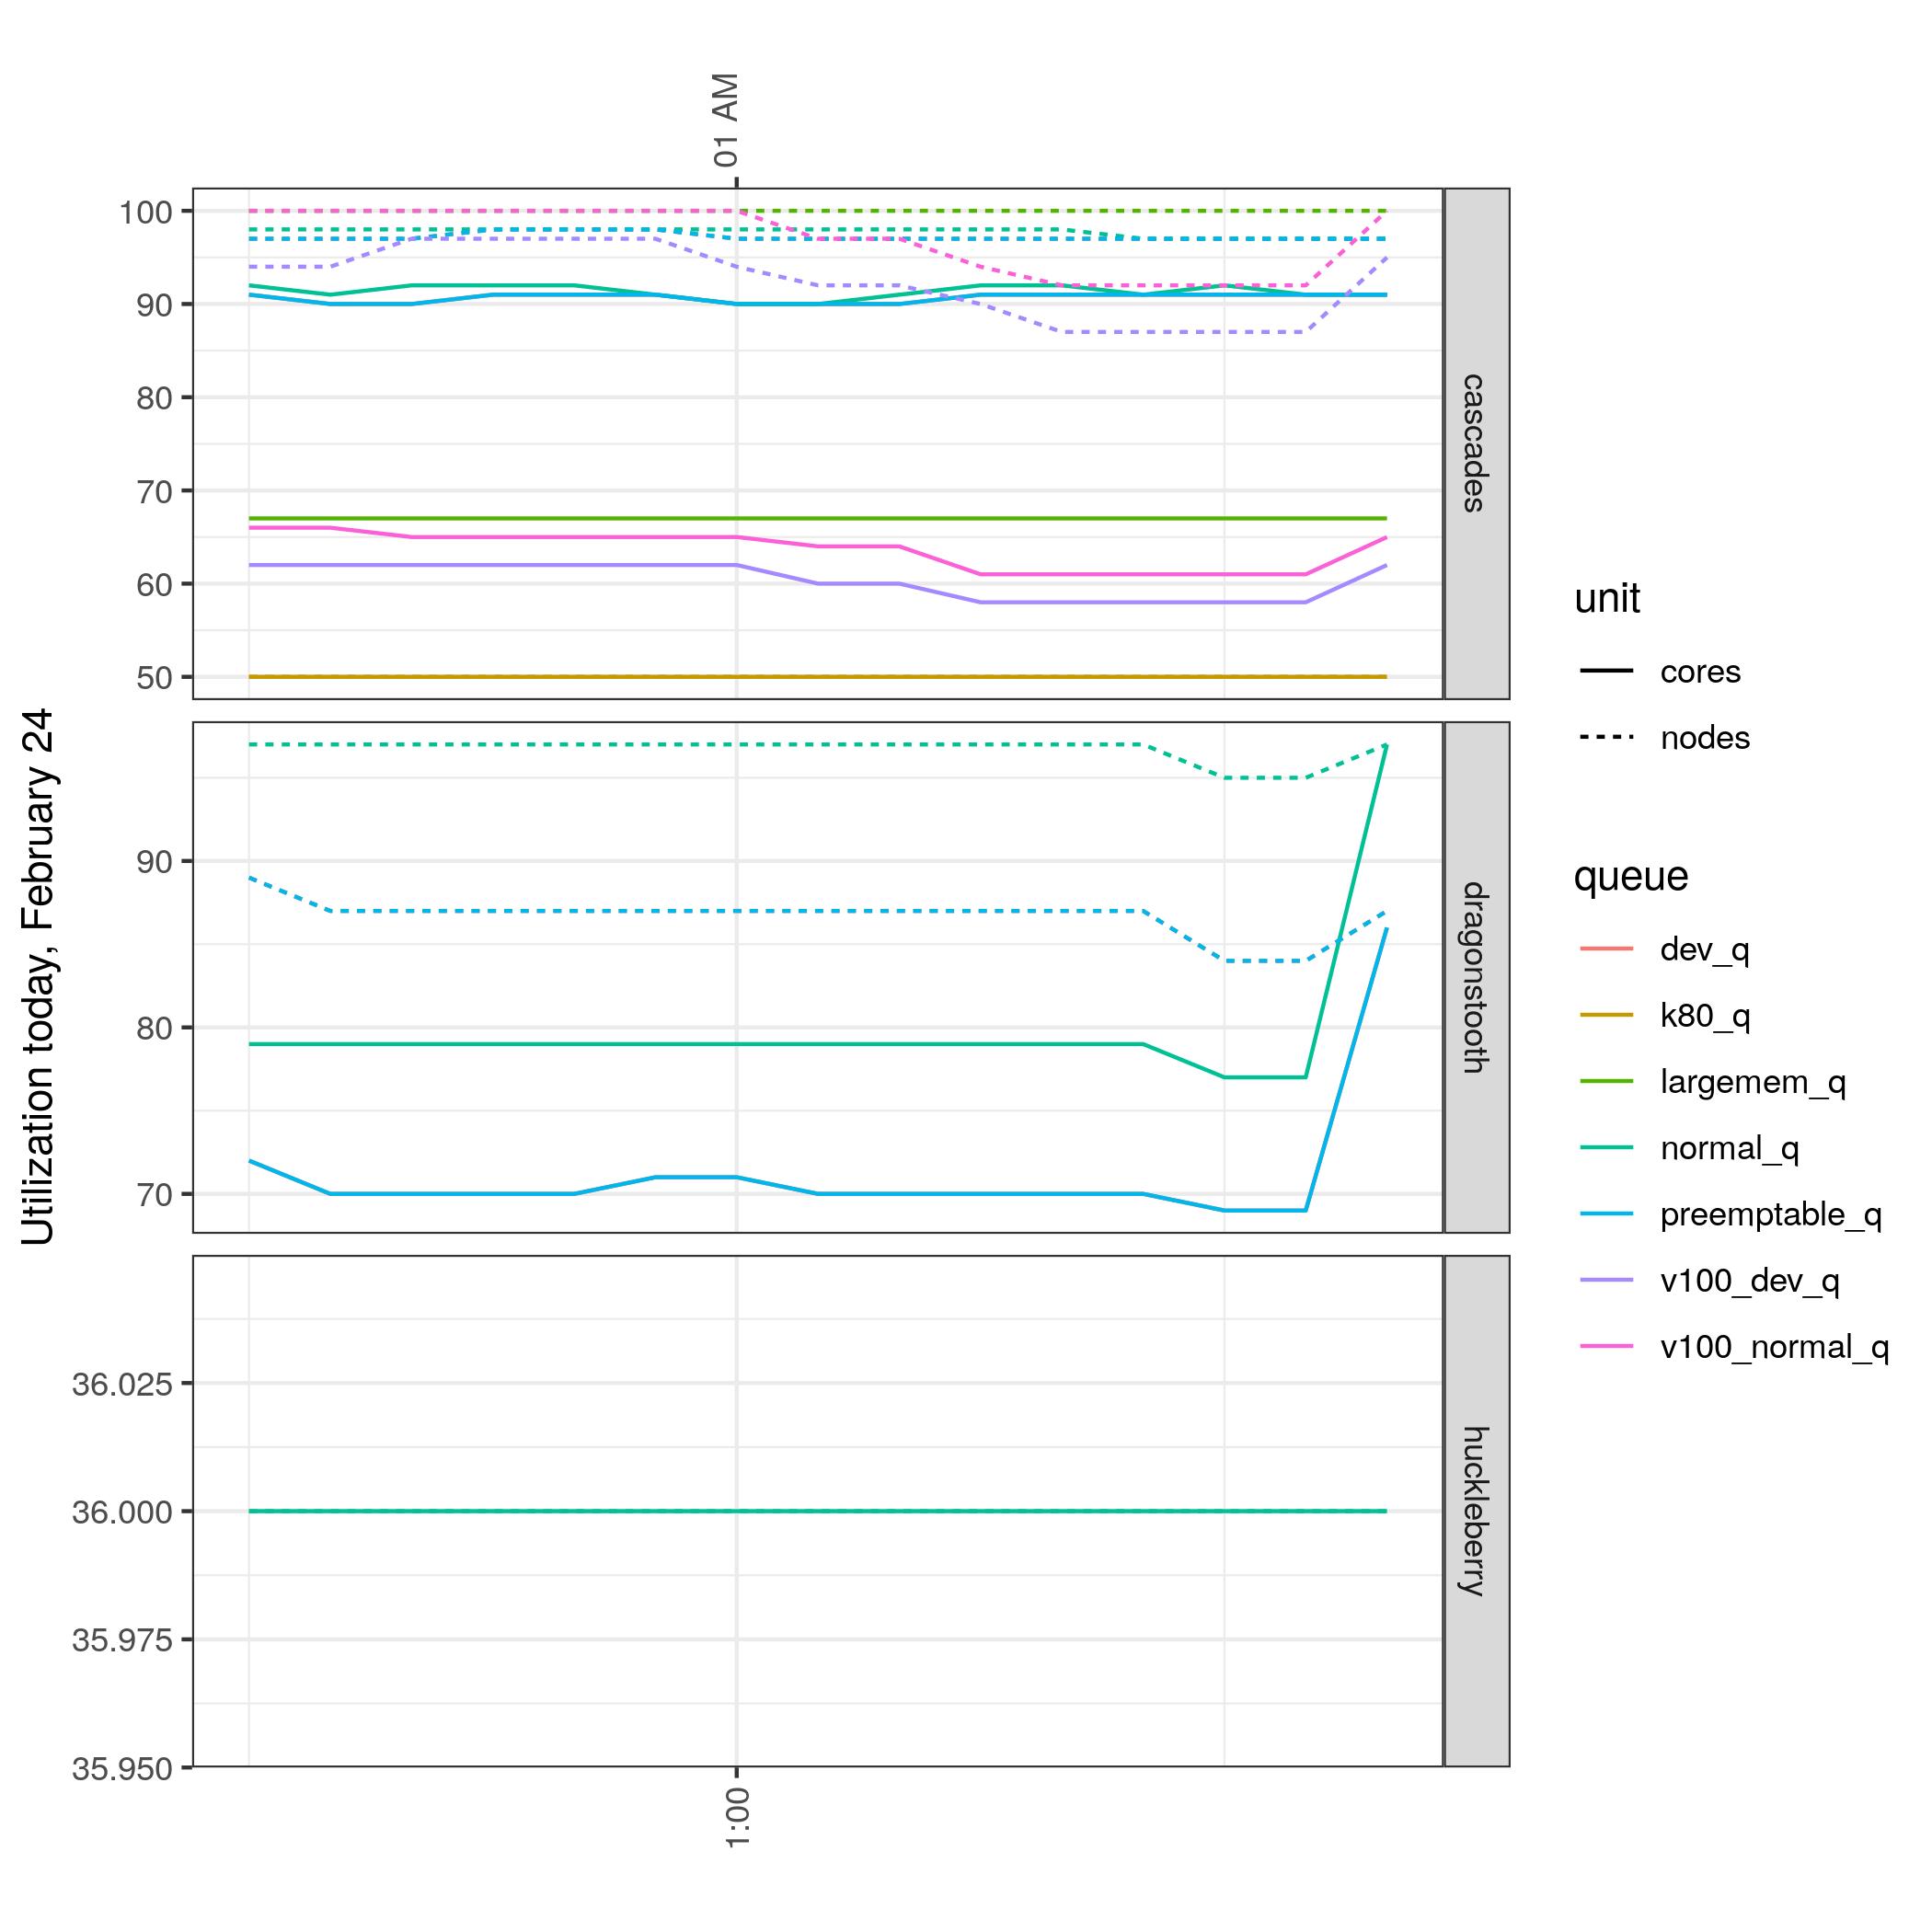 01 AM
100
90
80
70
60
50
cascades
90
80
70
dragonstooth
36.025
36.000
35.975
35.950
huckleberry
1:00
Utilization today, February 24
unit
cores
nodes
queue
dev_q
k80_q
largemem_q
normal_q
preemptable_q
v100_dev_q
v100_normal_q